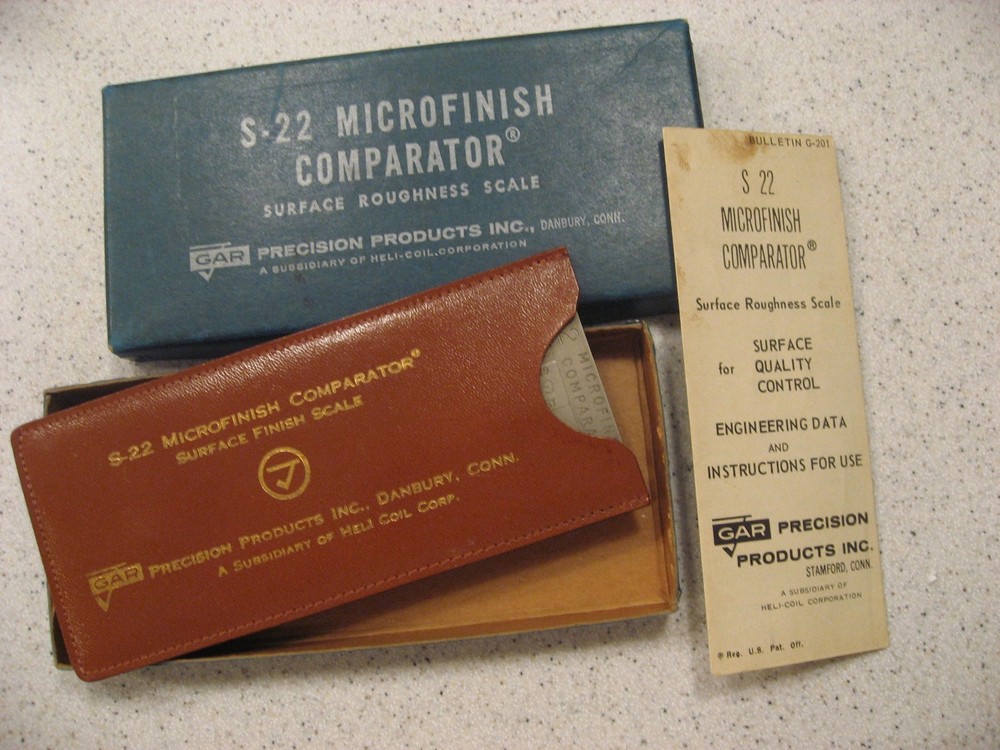 S-22 MICROFINISH
COMPARATOR®
SURFACE ROUGHNESS SCALE
GAR PRECISION PRODUCTS INC., DANBURY, CONN.
A SUBSIDIARY OF HELI-COIL CORPORATION
S-22 MICROFINISH COMPARATOR®
SURFACE FINISH SCALE
GAR PRECISION PRODUCTS INC., DANBURY, CONN.
A SUBSIDIARY OF HELI COIL CORP.
MICROFIN
COMPARA
BULLETIN G-201
S 22
MICROFINISH
COMPARATOR®
Surface Roughness Scale
SURFACE
for QUALITY
CONTROL
ENGINEERING DATA
AND
INSTRUCTIONS FOR USE
GAR PRECISION
PRODUCTS INC.
STAMFORD, CONN.
A SUBSIDIARY OF
HELI-COIL CORPORATION
® Reg. U.S. Pat. Off.